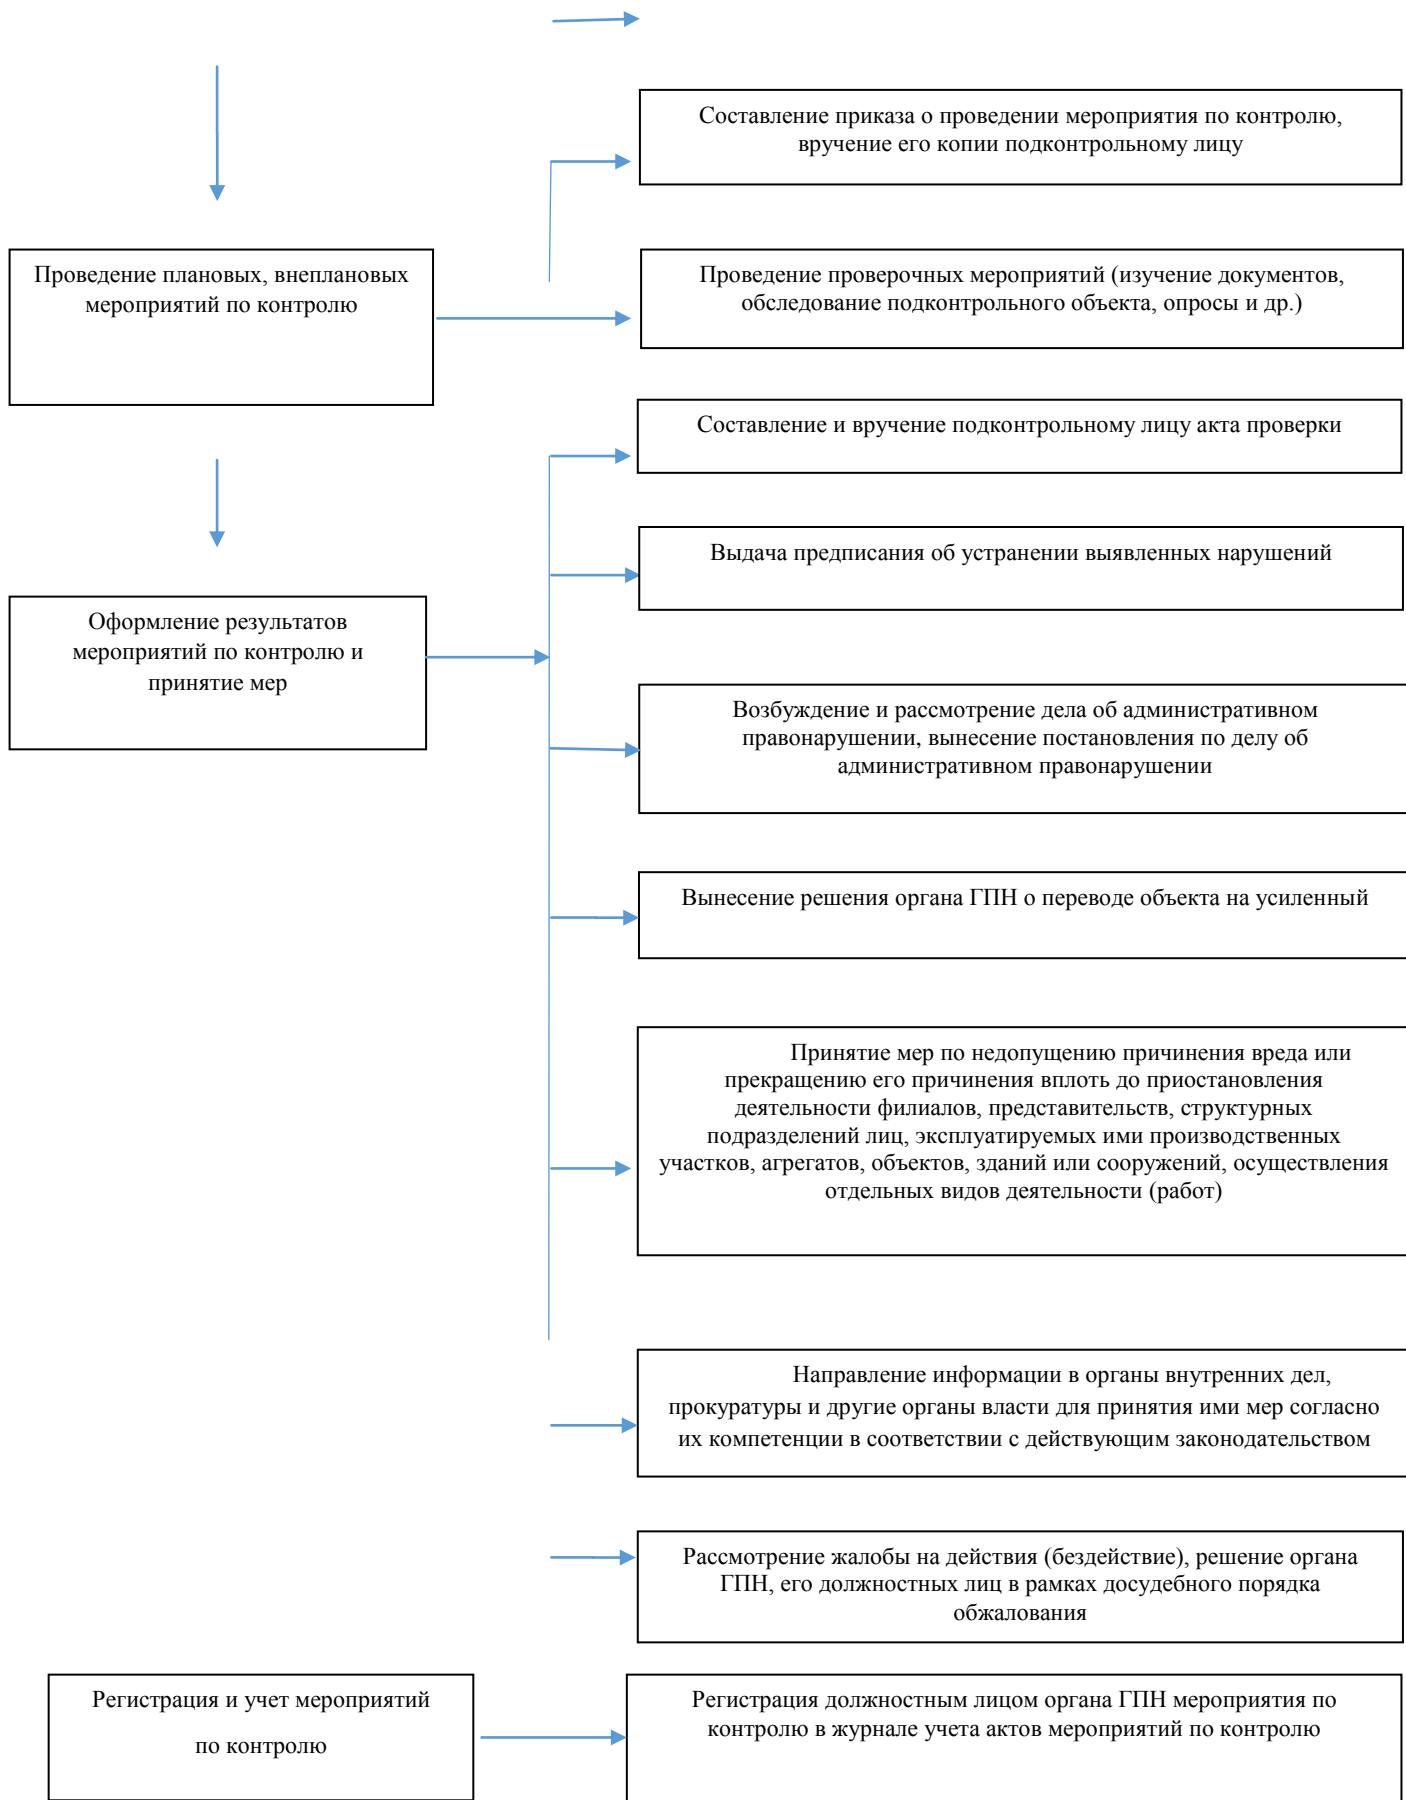 Составление приказа о проведении мероприятия по контролю,
вручение его копии подконтрольному лицу
Проведение плановых, внеплановых
мероприятий по контролю
Проведение проверочных мероприятий (изучение документов,
обследование подконтрольного объекта, опросы и др.)
Составление и вручение подконтрольному лицу акта проверки
Выдача предписания об устранении выявленных нарушений
Оформление результатов
мероприятий по контролю и
принятие мер
Возбуждение и рассмотрение дела об административном
правонарушении, вынесение постановления по делу об
административном правонарушении
Вынесение решения органа ГПН о переводе объекта на усиленный
Принятие мер по недопущению причинения вреда или
прекращению его причинения вплоть до приостановления
деятельности филиалов, представительств, структурных
подразделений лиц, эксплуатируемых ими производственных
участков, агрегатов, объектов, зданий или сооружений, осуществления
отдельных видов деятельности (работ)
Направление информации в органы внутренних дел,
прокуратуры и другие органы власти для принятия ими мер согласно
их компетенции в соответствии с действующим законодательством
Рассмотрение жалобы на действия (бездействие), решение органа
ГПН, его должностных лиц в рамках досудебного порядка
обжалования
Регистрация и учет мероприятий
по контролю
Регистрация должностным лицом органа ГПН мероприятия по
контролю в журнале учета актов мероприятий по контролю